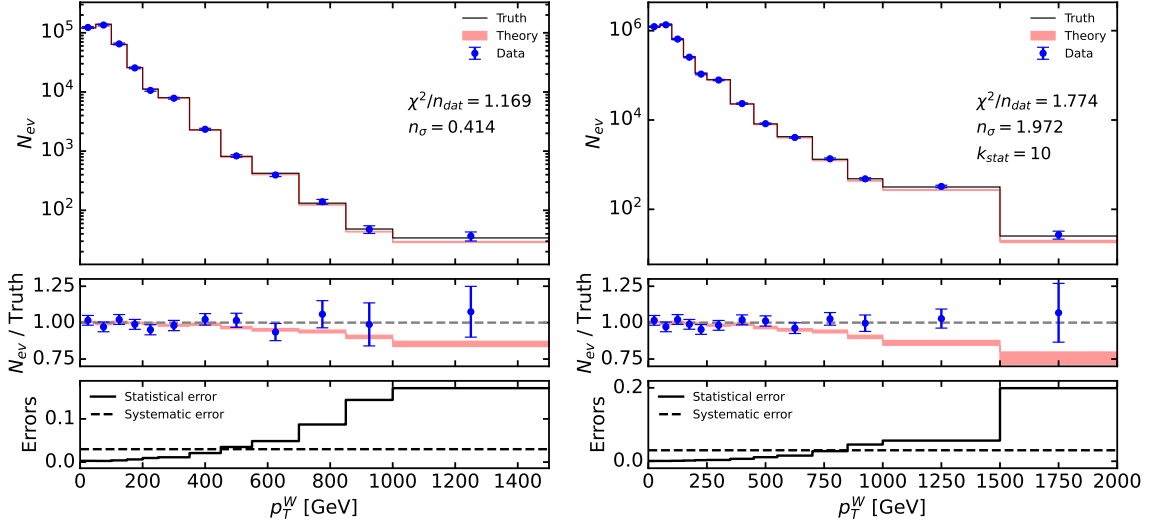 10^5
10^4
10^3
10^2
N_ev
Truth
Theory
Data
χ²/n_dat = 1.169
n_σ = 0.414
1.25
1.00
0.75
N_ev / Truth
0.1
0.0
Errors
Statistical error
Systematic error
0 200 400 600 800 1000 1200 1400
p_T^W [GeV]
10^6
10^4
10^2
N_ev
Truth
Theory
Data
χ²/n_dat = 1.774
n_σ = 1.972
k_stat = 10
1.25
1.00
0.75
N_ev / Truth
0.2
0.0
Errors
Statistical error
Systematic error
0 250 500 750 1000 1250 1500 1750 2000
p_T^W [GeV]